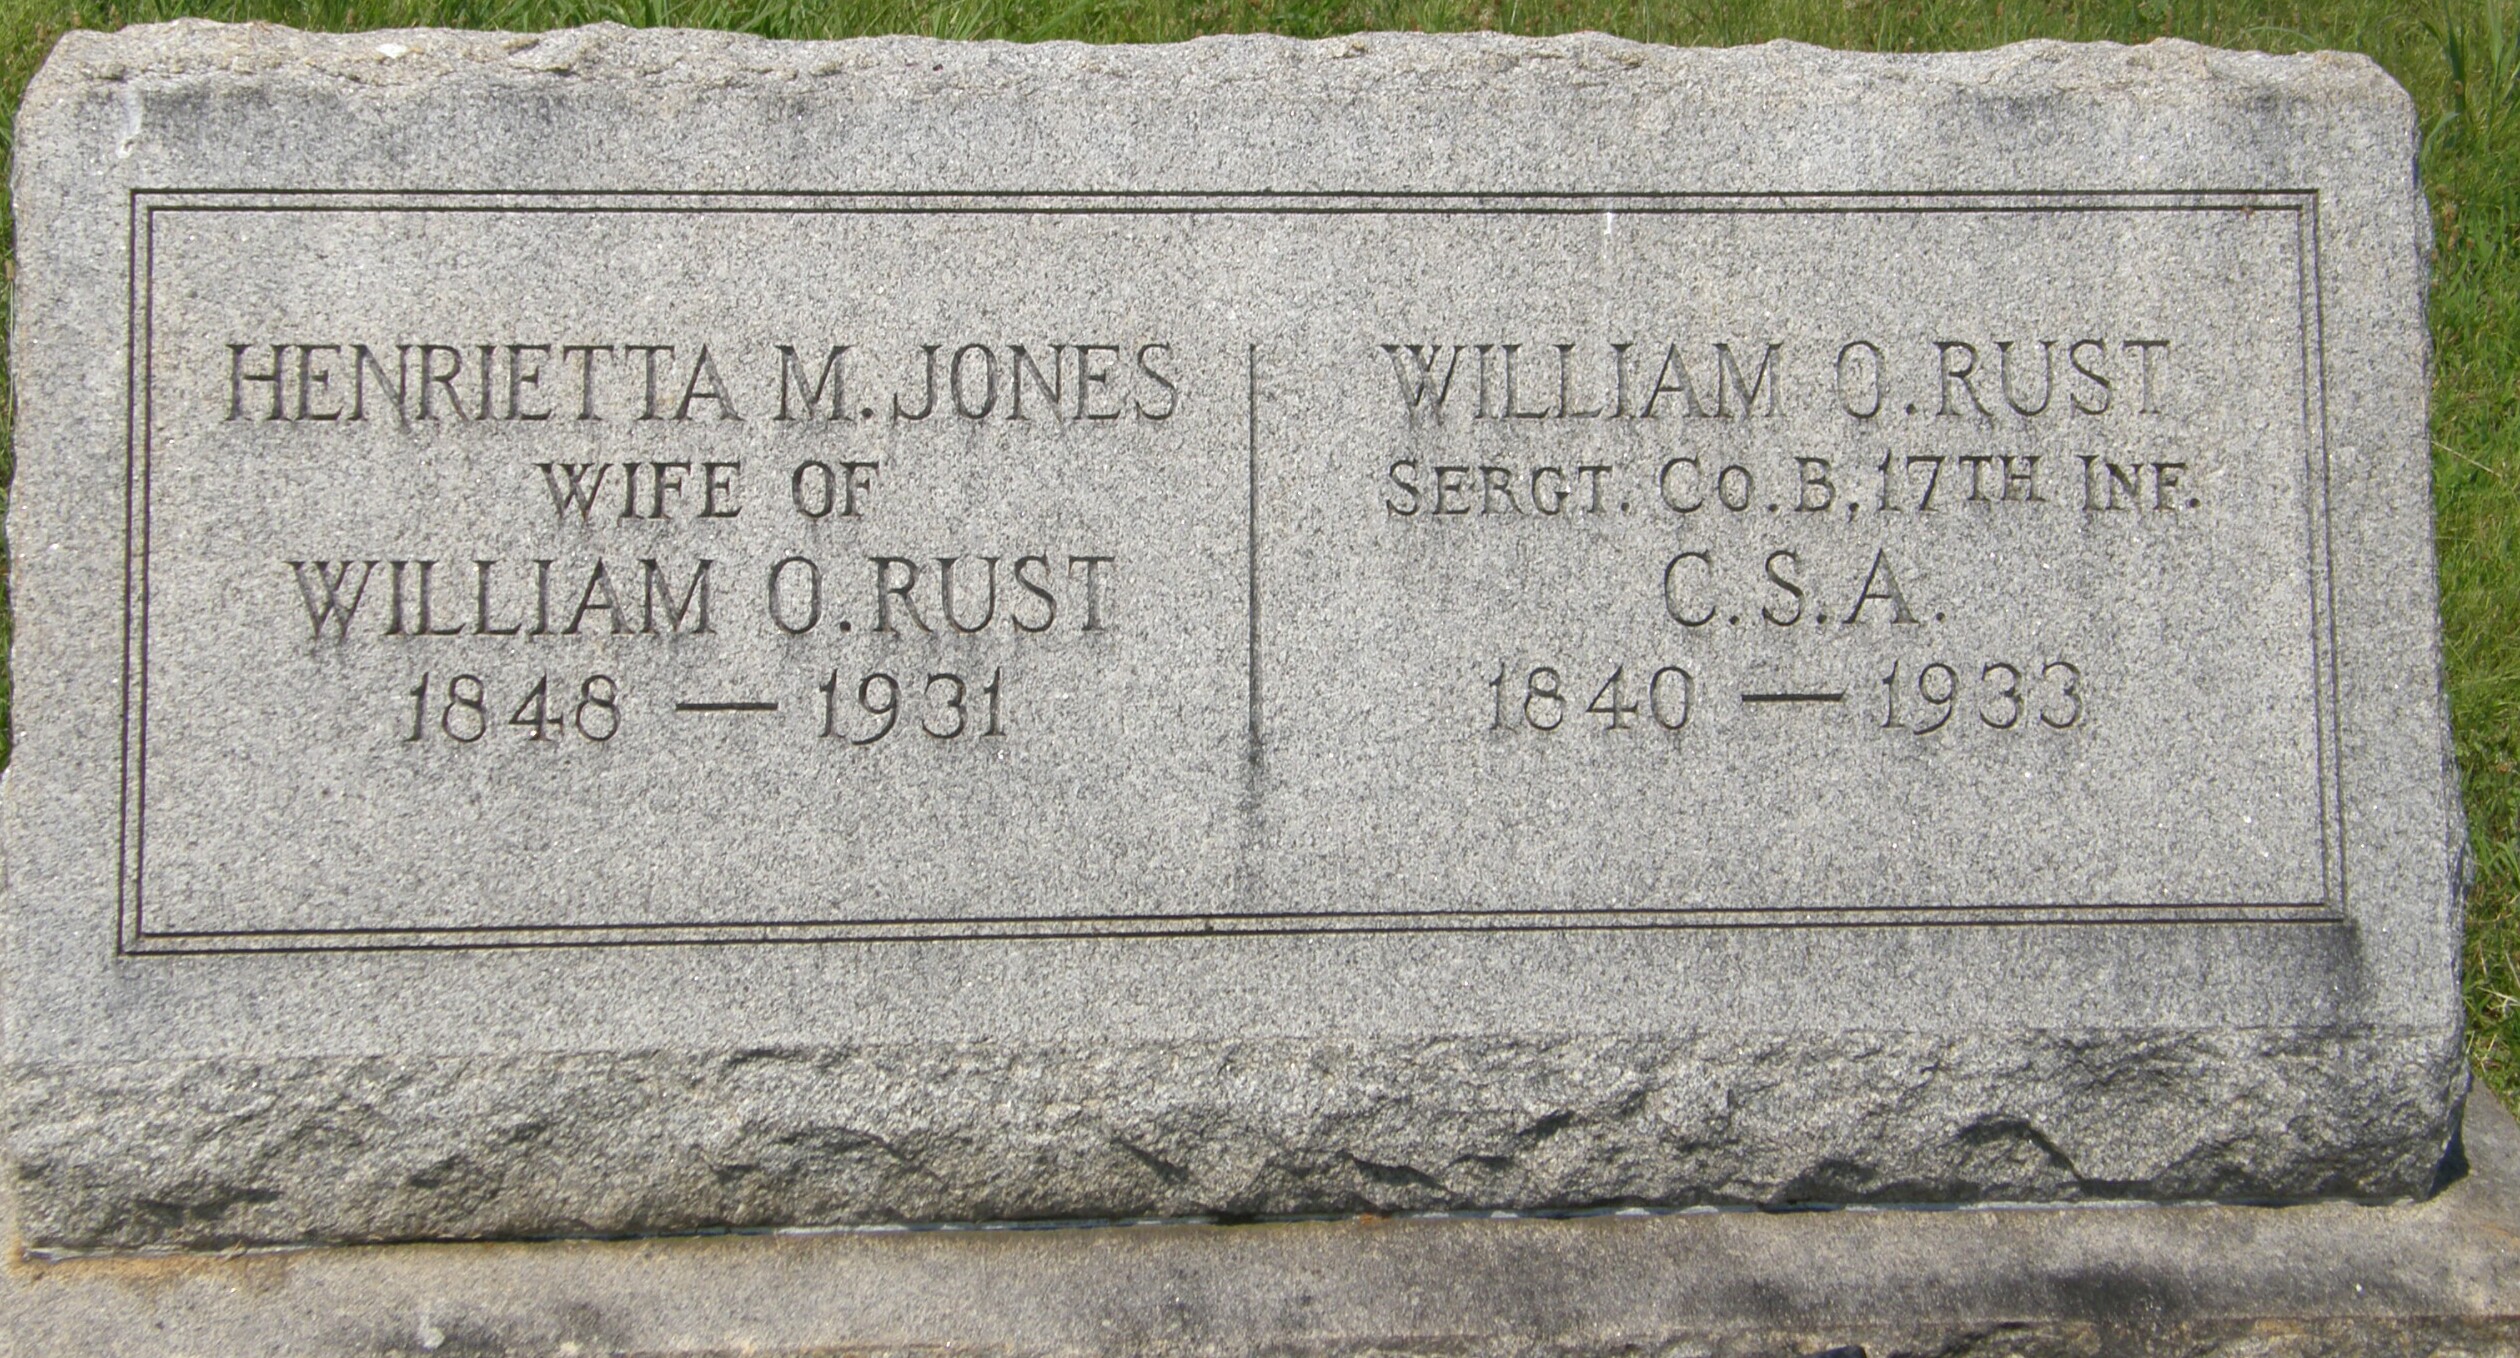 HENRIETTA M. JONES
WIFE OF
WILLIAM O. RUST
1848 — 1931
WILLIAM O. RUST
SERGT. CO. B, 17TH INF.
C.S.A.
1840 — 1933